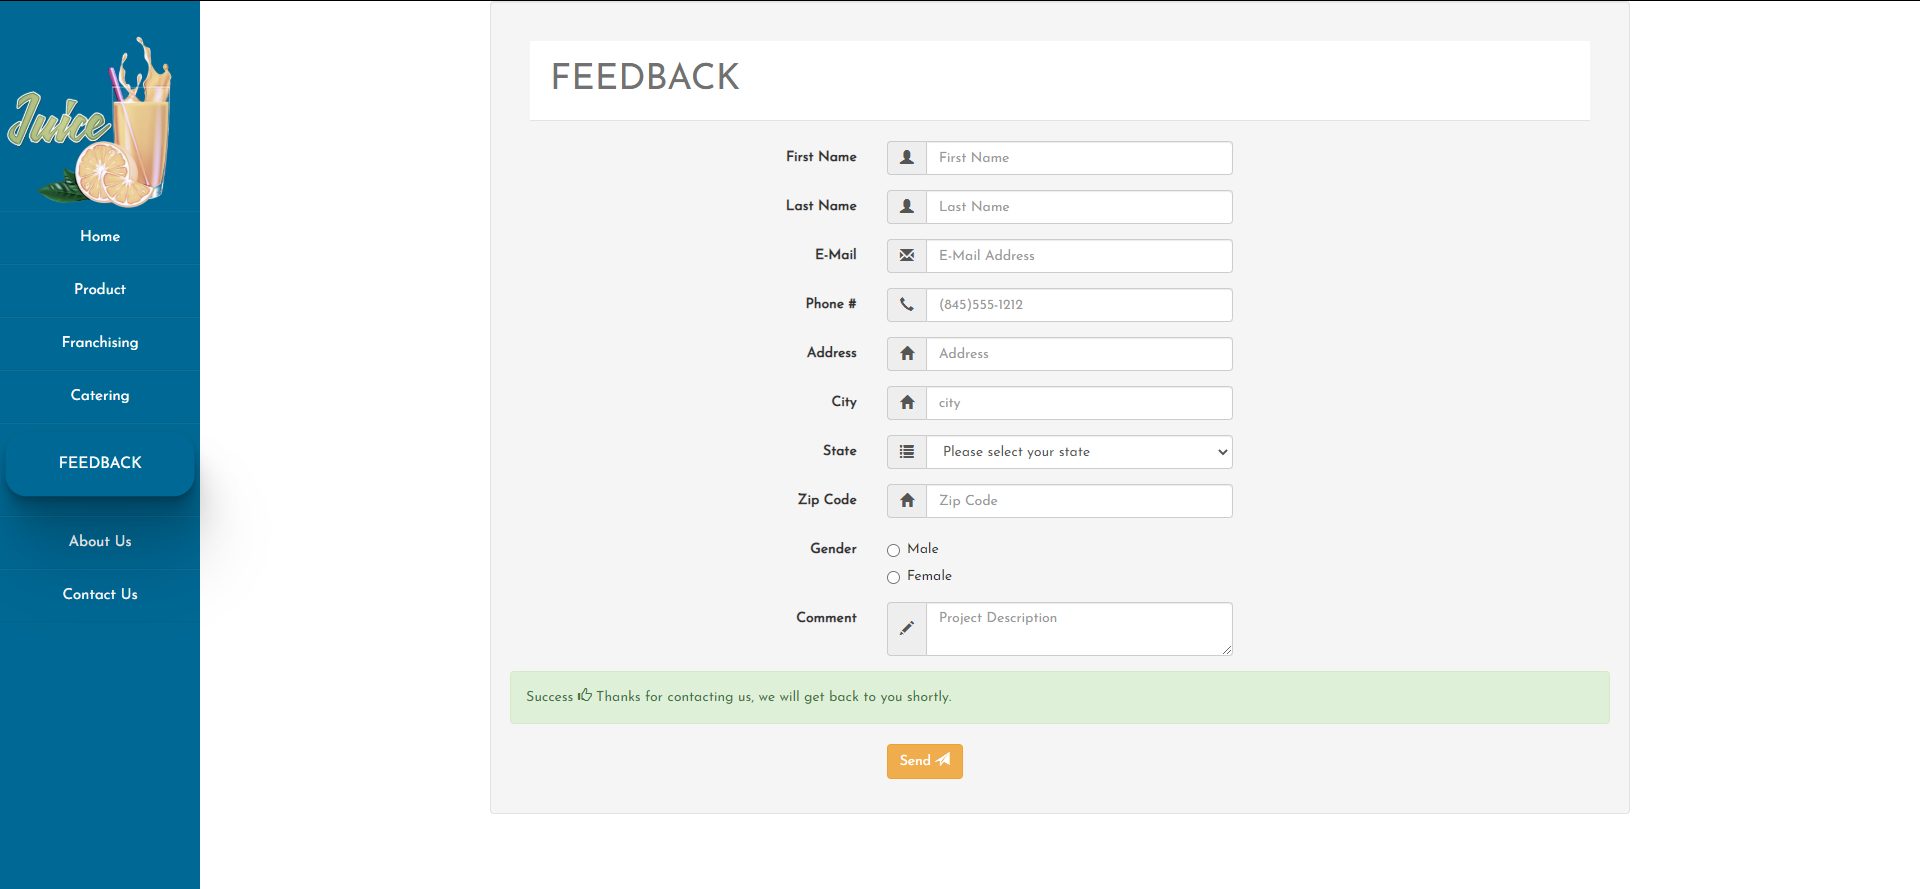 Juice
Home
Product
Franchising
Catering
FEEDBACK
About Us
Contact Us
FEEDBACK
First Name First Name
Last Name Last Name
E-Mail E-Mail Address
Phone # (845)555-1212
Address Address
City city
State Please select your state
Zip Code Zip Code
Gender Male
Female
Comment Project Description
Success Thanks for contacting us, we will get back to you shortly.
Send